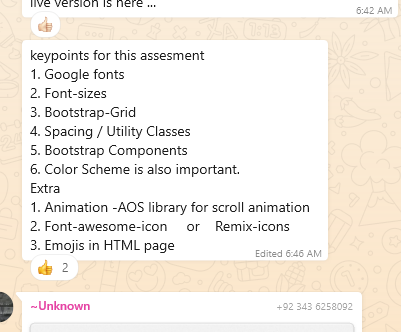 live version is here ...
6:42 AM
keypoints for this assesment
1. Google fonts
2. Font-sizes
3. Bootstrap-Grid
4. Spacing / Utility Classes
5. Bootstrap Components
6. Color Scheme is also important.
Extra
1. Animation -AOS library for scroll animation
2. Font-awesome-icon or Remix-icons
3. Emojis in HTML page
Edited 6:46 AM
👍 2
~Unknown +92 343 6258092